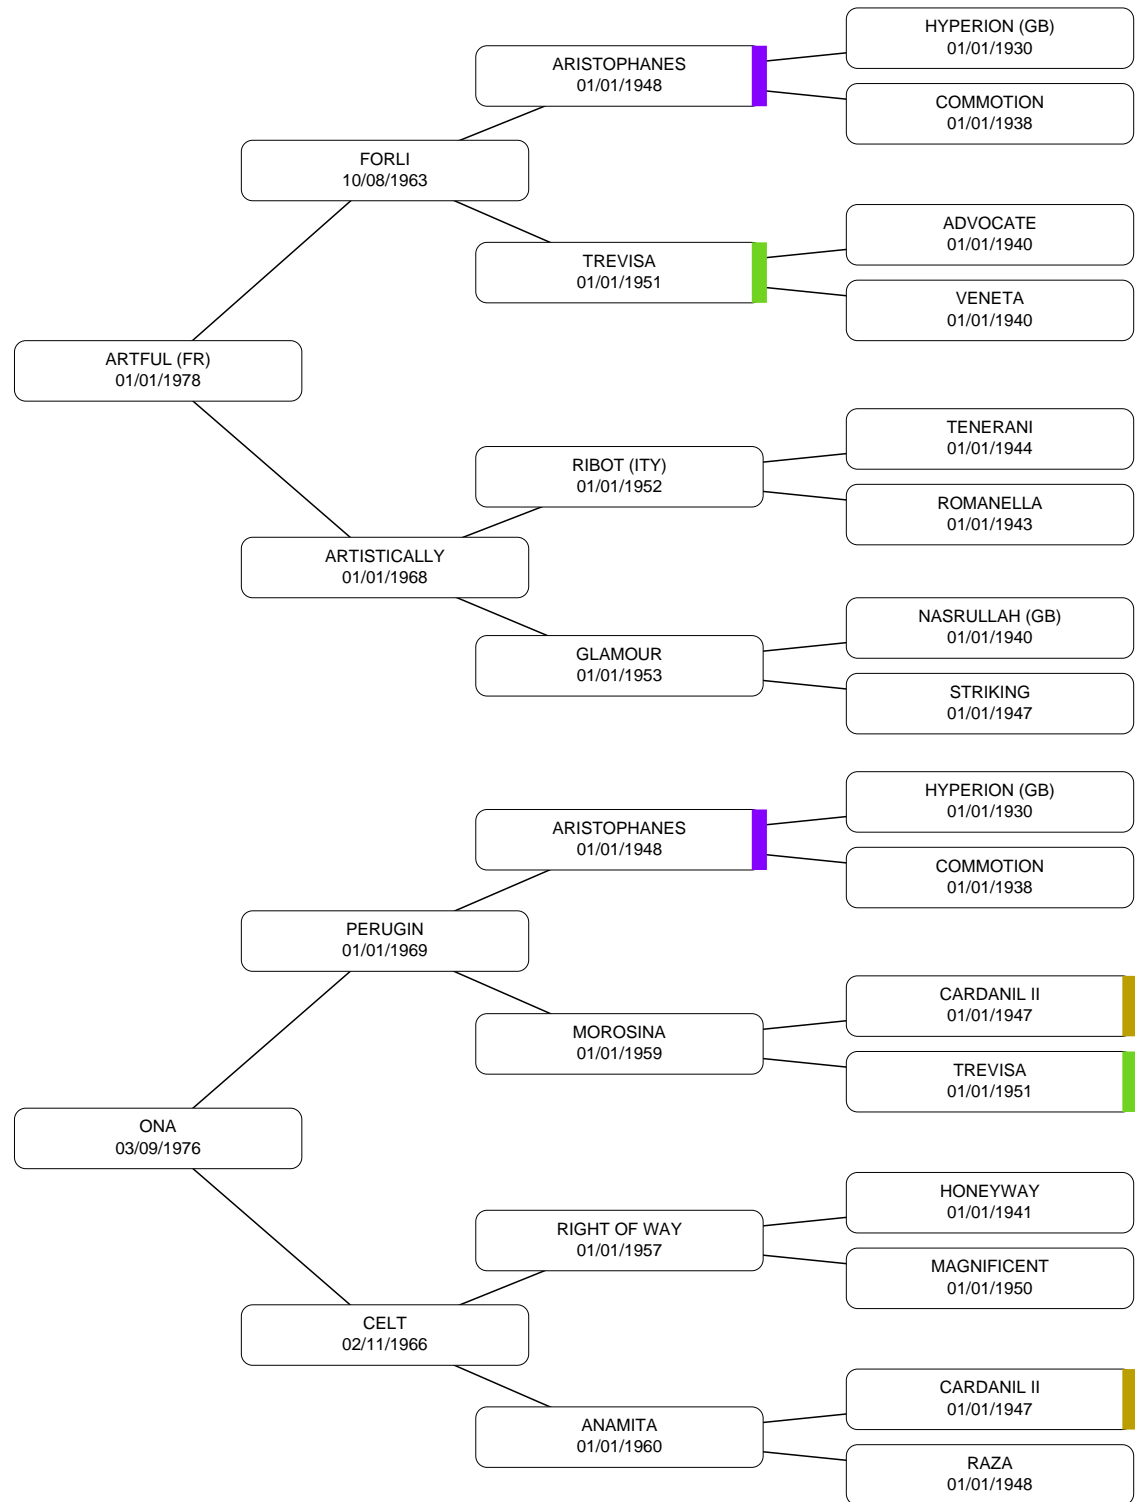 HYPERION (GB)
01/01/1930
ARISTOPHANES
01/01/1948
COMMOTION
01/01/1938
FORLI
10/08/1963
ADVOCATE
01/01/1940
TREVISA
01/01/1951
VENETA
01/01/1940
ARTFUL (FR)
01/01/1978
TENERANI
01/01/1944
RIBOT (ITY)
01/01/1952
ROMANELLA
01/01/1943
ARTISTICALLY
01/01/1968
NASRULLAH (GB)
01/01/1940
GLAMOUR
01/01/1953
STRIKING
01/01/1947
HYPERION (GB)
01/01/1930
ARISTOPHANES
01/01/1948
COMMOTION
01/01/1938
PERUGIN
01/01/1969
CARDANIL II
01/01/1947
MOROSINA
01/01/1959
TREVISA
01/01/1951
ONA
03/09/1976
HONEYWAY
01/01/1941
RIGHT OF WAY
01/01/1957
MAGNIFICENT
01/01/1950
CELT
02/11/1966
CARDANIL II
01/01/1947
ANAMITA
01/01/1960
RAZA
01/01/1948